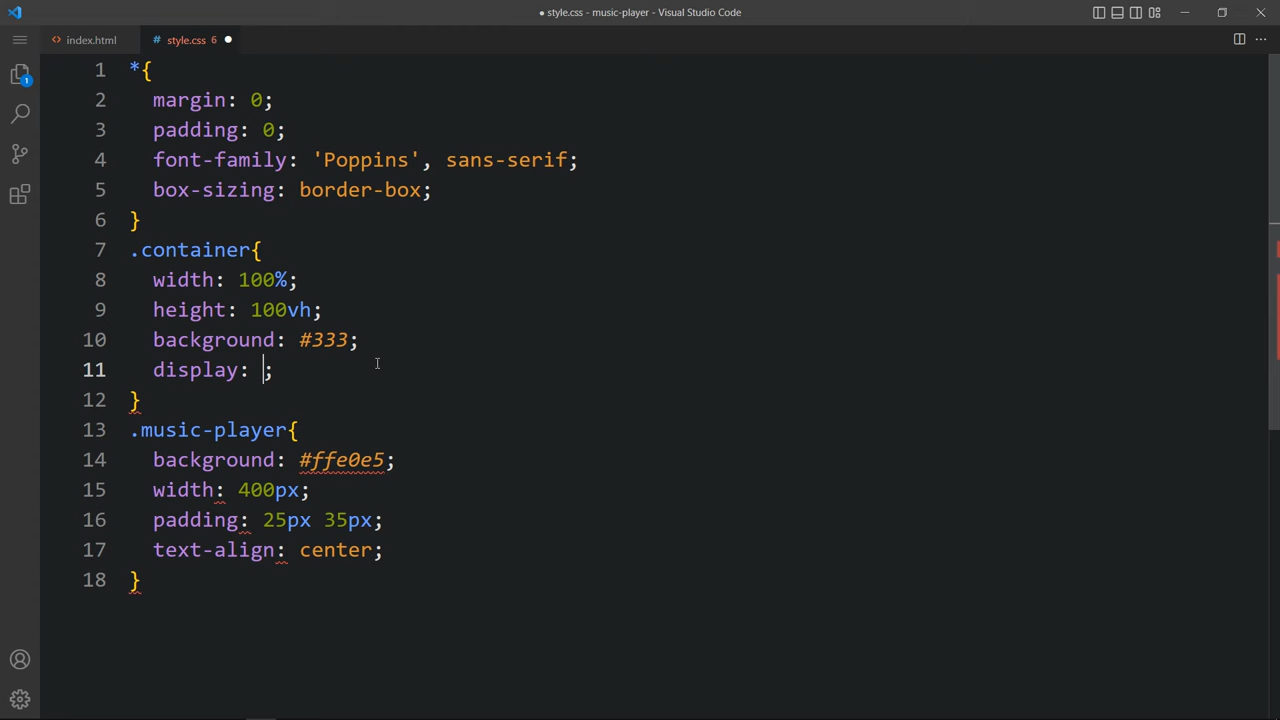 ● style.css - music-player - Visual Studio Code
index.html
# style.css 6 ●
1
1 *{
2 margin: 0;
3 padding: 0;
4 font-family: 'Poppins', sans-serif;
5 box-sizing: border-box;
6 }
7 .container{
8 width: 100%;
9 height: 100vh;
10 background: #333;
11 display: ;
12 }
13 .music-player{
14 background: #ffe0e5;
15 width: 400px;
16 padding: 25px 35px;
17 text-align: center;
18 }